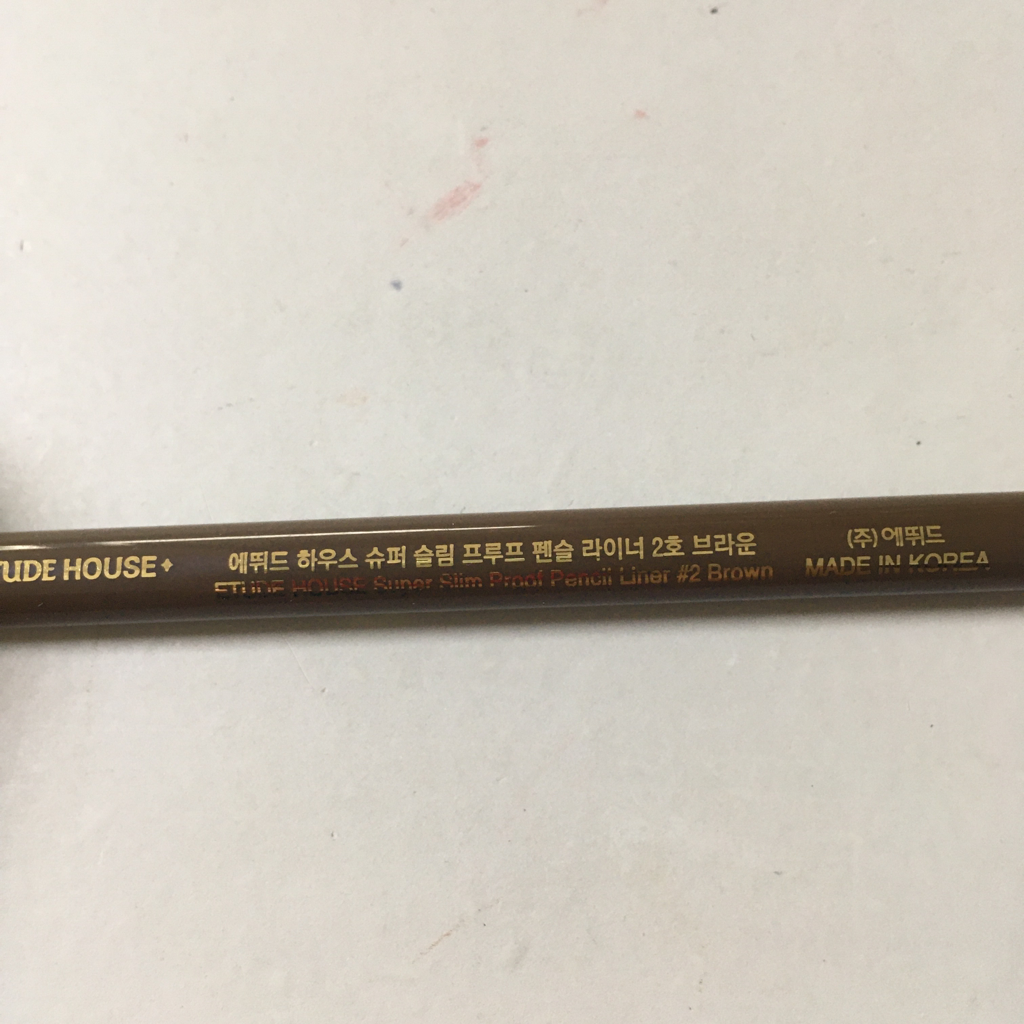 TUDE HOUSE
에뛰드 하우스 슈퍼 슬림 프루프 펜슬 라이너 2호 브라운
ETUDE HOUSE Super Slim Proof Pencil Liner #2 Brown
(주)에뛰드
MADE IN KOREA